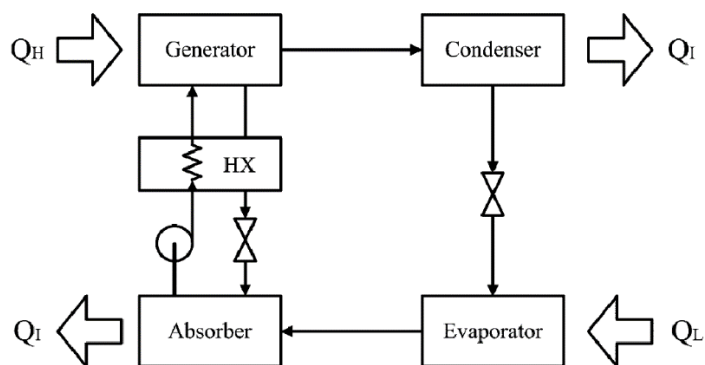 QH
Generator
Condenser
QI
HX
QI
Absorber
Evaporator
QL